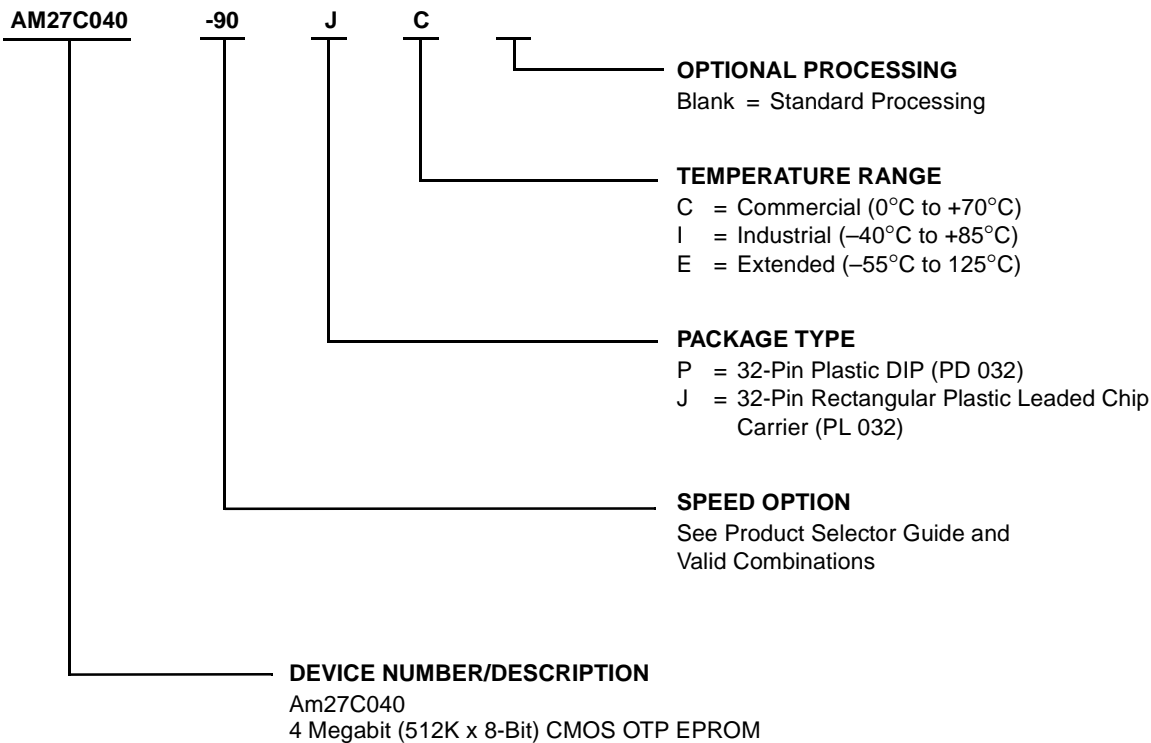 AM27C040 -90 J C
OPTIONAL PROCESSING
Blank = Standard Processing
TEMPERATURE RANGE
C = Commercial (0°C to +70°C)
I = Industrial (–40°C to +85°C)
E = Extended (–55°C to 125°C)
PACKAGE TYPE
P = 32-Pin Plastic DIP (PD 032)
J = 32-Pin Rectangular Plastic Leaded Chip
Carrier (PL 032)
SPEED OPTION
See Product Selector Guide and
Valid Combinations
DEVICE NUMBER/DESCRIPTION
Am27C040
4 Megabit (512K x 8-Bit) CMOS OTP EPROM